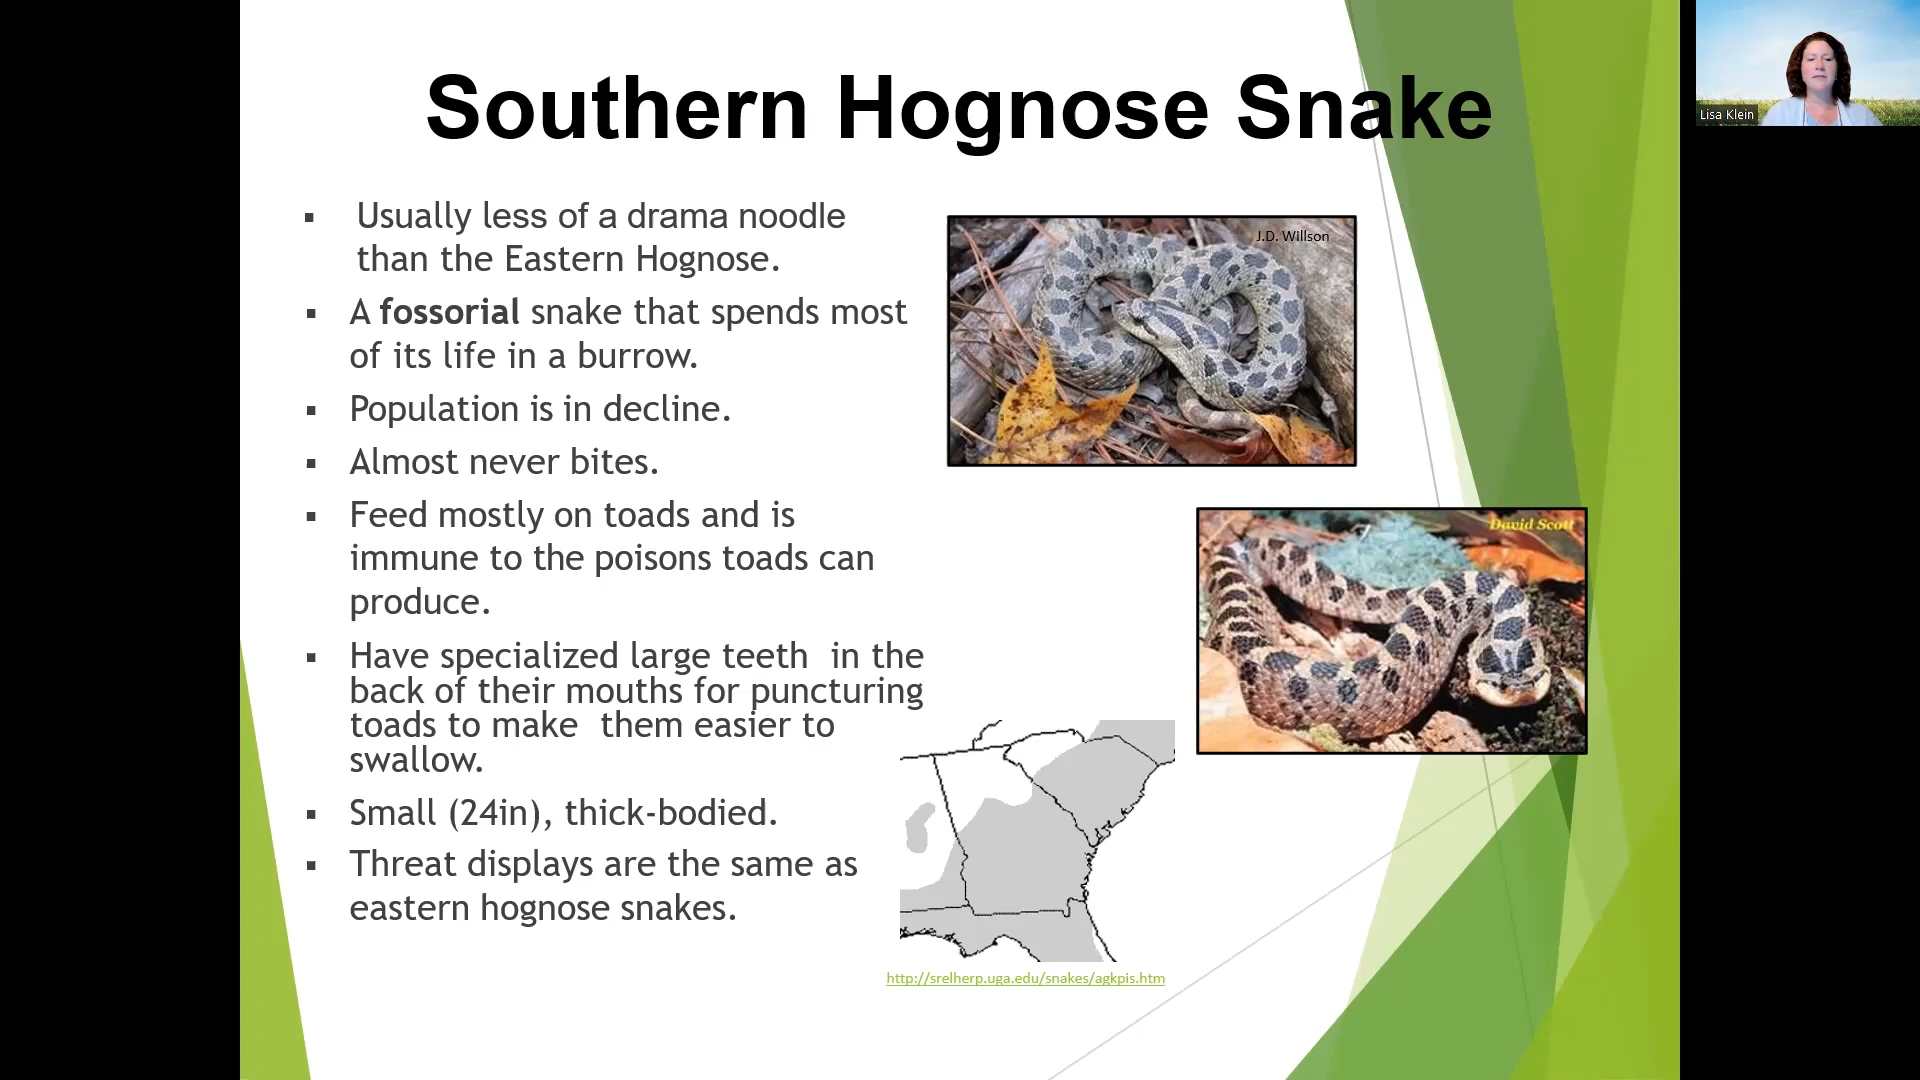 Southern Hognose Snake
Lisa Klein
▪ Usually less of a drama noodle
than the Eastern Hognose.
▪ A fossorial snake that spends most
of its life in a burrow.
▪ Population is in decline.
▪ Almost never bites.
▪ Feed mostly on toads and is
immune to the poisons toads can
produce.
▪ Have specialized large teeth in the
back of their mouths for puncturing
toads to make them easier to
swallow.
▪ Small (24in), thick-bodied.
▪ Threat displays are the same as
eastern hognose snakes.
J.D. Willson
David Scott
http://srelherp.uga.edu/snakes/agkpis.htm